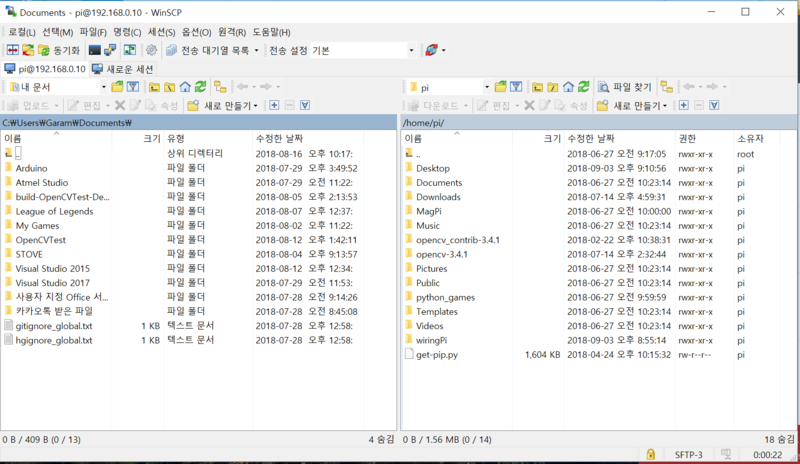 Documents - pi@192.168.0.10 - WinSCP
로컬(L) 선택(M) 파일(F) 명령(C) 세션(S) 옵션(O) 원격(R) 도움말(H)
동기화 전송 대기열 목록 전송 설정 기본
pi@192.168.0.10 새로운 세션
내 문서
업로드 편집 속성 새로 만들기
C:₩Users₩Garam₩Documents₩
이름 크기 유형 수정한 날짜
.. 상위 디렉터리 2018-08-16 오후 10:17:
Arduino 파일 폴더 2018-07-29 오후 3:49:52
Atmel Studio 파일 폴더 2018-07-29 오전 11:22:
build-OpenCVTest-De... 파일 폴더 2018-08-05 오후 2:13:53
League of Legends 파일 폴더 2018-08-07 오후 12:37:
My Games 파일 폴더 2018-08-02 오후 11:22:
OpenCVTest 파일 폴더 2018-08-12 오후 1:42:11
STOVE 파일 폴더 2018-08-04 오후 9:13:57
Visual Studio 2015 파일 폴더 2018-08-12 오후 12:34:
Visual Studio 2017 파일 폴더 2018-07-29 오전 11:53:
사용자 지정 Office 서... 파일 폴더 2018-07-28 오전 9:14:26
카카오톡 받은 파일 파일 폴더 2018-07-28 오전 8:45:08
gitignore_global.txt 1 KB 텍스트 문서 2018-07-28 오후 12:58:
hgignore_global.txt 1 KB 텍스트 문서 2018-07-28 오후 12:58:
0 B / 409 B (0 / 13) 4 숨김
pi 파일 찾기
다운로드 편집 속성 새로 만들기
/home/pi/
이름 크기 수정한 날짜 권한 소유자
.. 2018-06-27 오전 9:17:05 rwxr-xr-x root
Desktop 2018-09-03 오후 9:10:56 rwxr-xr-x pi
Documents 2018-06-27 오전 10:23:14 rwxr-xr-x pi
Downloads 2018-07-14 오후 4:59:31 rwxr-xr-x pi
MagPi 2018-06-27 오전 10:00:00 rwxr-xr-x pi
Music 2018-06-27 오전 10:23:14 rwxr-xr-x pi
opencv_contrib-3.4.1 2018-02-22 오후 10:38:31 rwxr-xr-x pi
opencv-3.4.1 2018-07-14 오후 2:32:44 rwxr-xr-x pi
Pictures 2018-06-27 오전 10:23:14 rwxr-xr-x pi
Public 2018-06-27 오전 10:23:14 rwxr-xr-x pi
python_games 2018-06-27 오전 9:59:59 rwxr-xr-x pi
Templates 2018-06-27 오전 10:23:14 rwxr-xr-x pi
Videos 2018-06-27 오전 10:23:14 rwxr-xr-x pi
wiringPi 2018-09-03 오후 8:55:14 rwxr-xr-x pi
get-pip.py 1,604 KB 2018-04-24 오후 10:15:32 rw-r--r-- pi
0 B / 1.56 MB (0 / 14) 18 숨김
SFTP-3 0:00:22